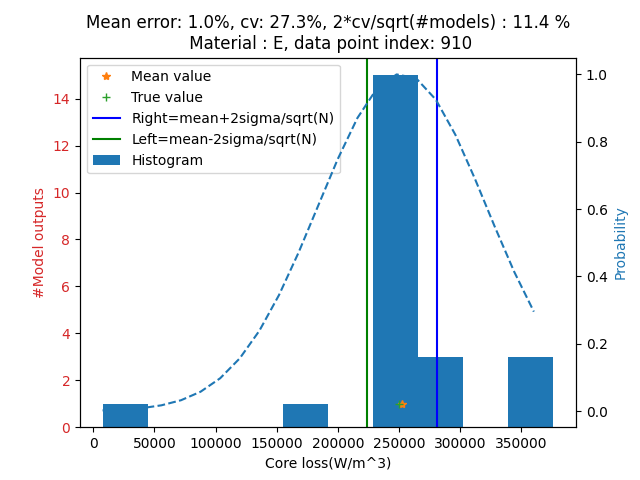 Mean error: 1.0%, cv: 27.3%, 2*cv/sqrt(#models) : 11.4 %
Material : E, data point index: 910
Mean value
True value
Right=mean+2sigma/sqrt(N)
Left=mean-2sigma/sqrt(N)
Histogram
#Model outputs
14
12
10
8
6
4
2
0
1.0
0.8
0.6
0.4
0.2
0.0
Probability
0
50000
100000
150000
200000
250000
300000
350000
Core loss(W/m^3)